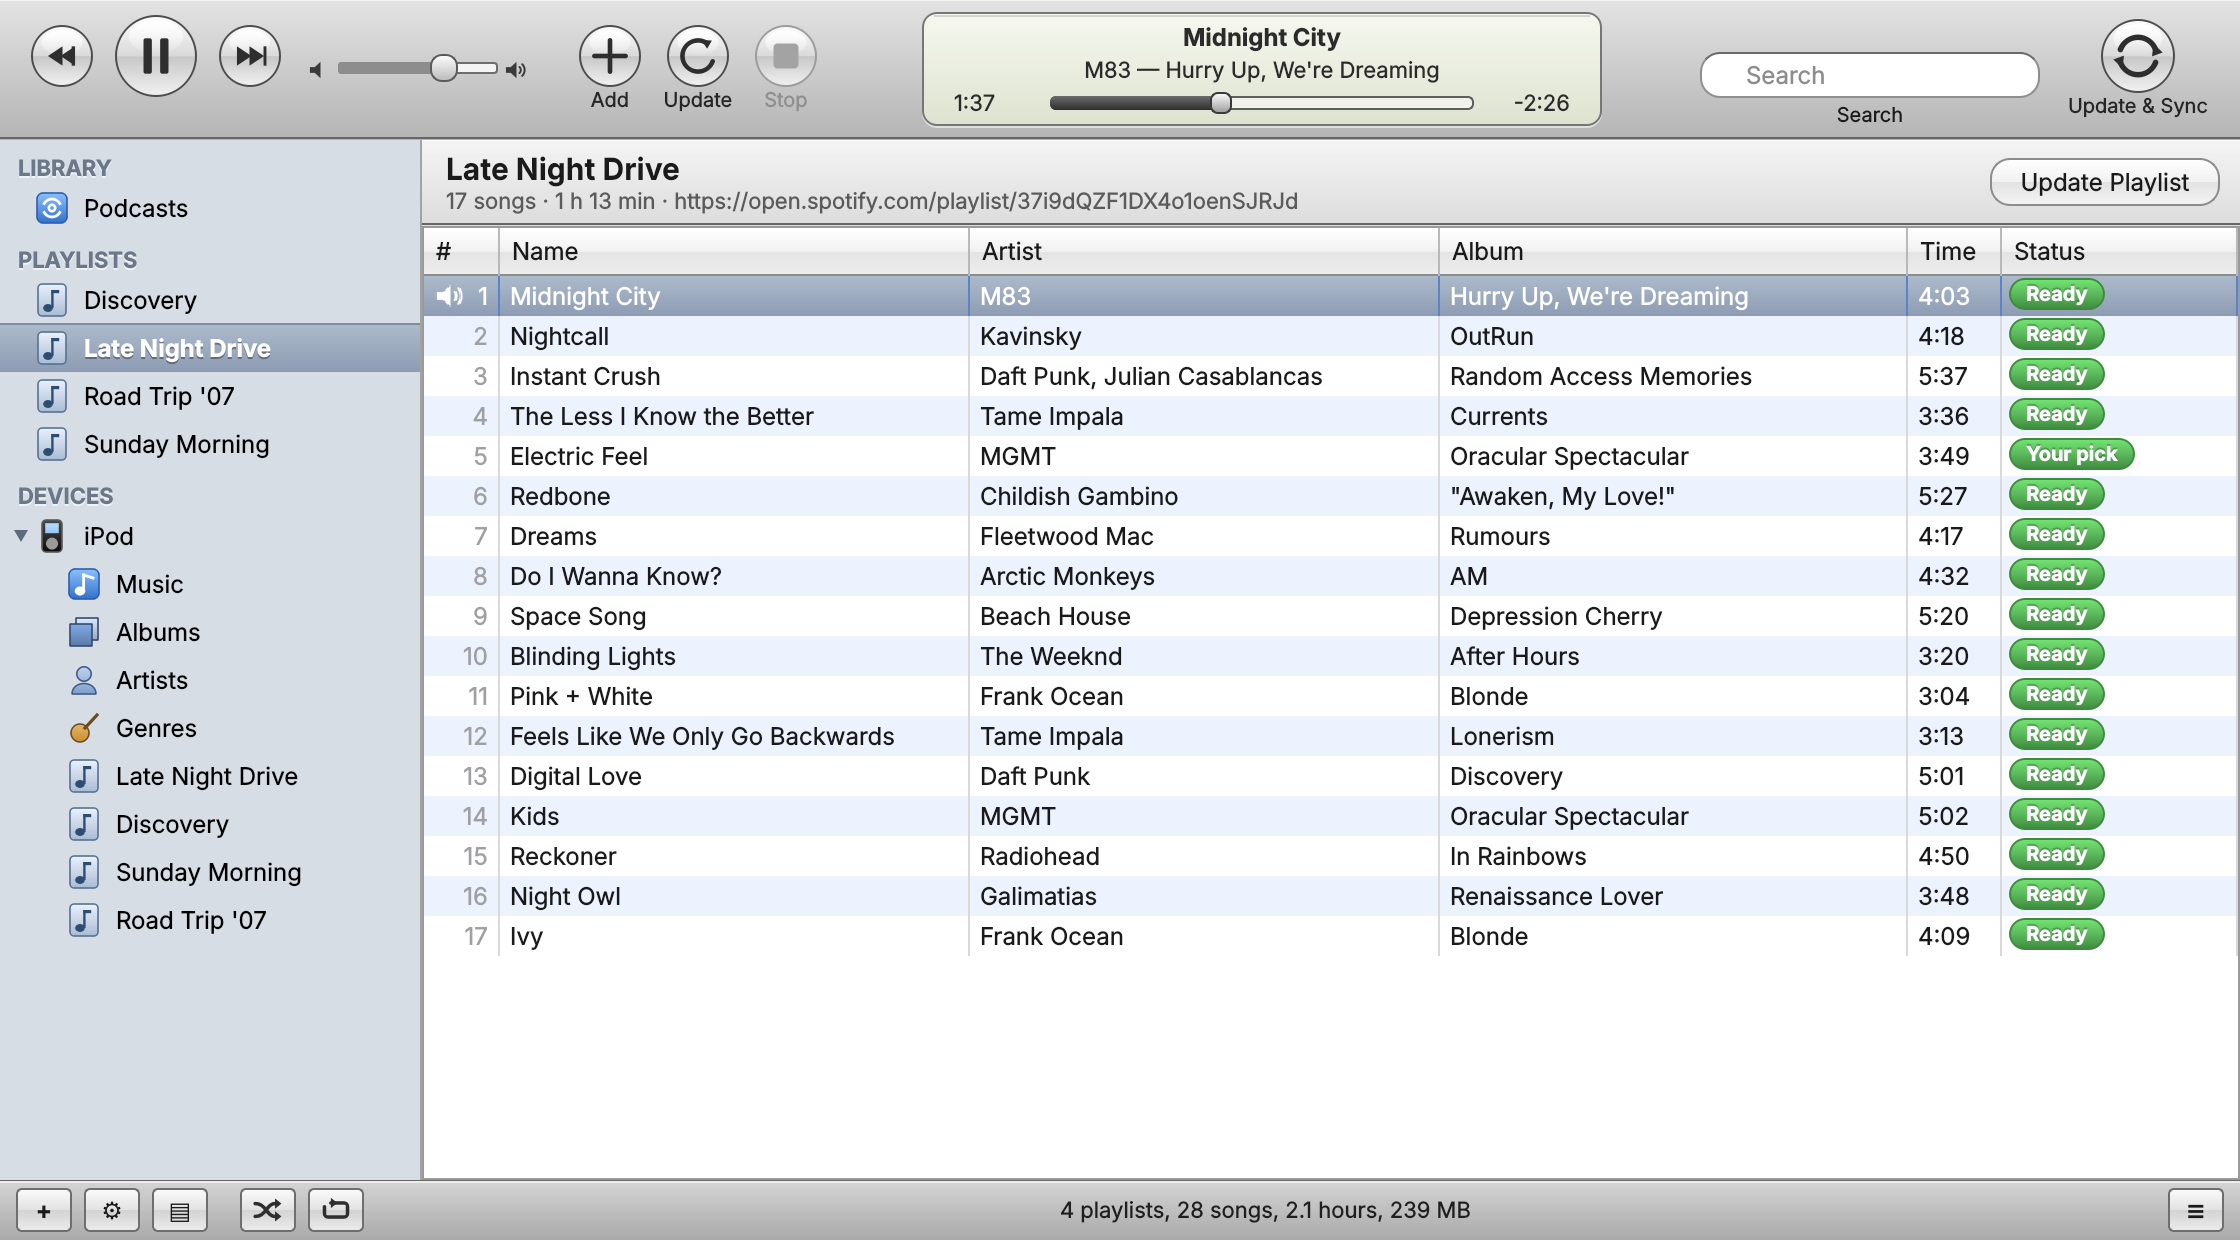 Midnight City
M83 — Hurry Up, We're Dreaming
1:37 -2:26
Add Update Stop
Search
Search
Update & Sync
LIBRARY
Podcasts
PLAYLISTS
Discovery
Late Night Drive
Road Trip '07
Sunday Morning
DEVICES
iPod
Music
Albums
Artists
Genres
Late Night Drive
Discovery
Sunday Morning
Road Trip '07
Late Night Drive
17 songs · 1 h 13 min · https://open.spotify.com/playlist/37i9dQZF1DX4o1oenSJRJd
Update Playlist
# Name Artist Album Time Status
1 Midnight City M83 Hurry Up, We're Dreaming 4:03 Ready
2 Nightcall Kavinsky OutRun 4:18 Ready
3 Instant Crush Daft Punk, Julian Casablancas Random Access Memories 5:37 Ready
4 The Less I Know the Better Tame Impala Currents 3:36 Ready
5 Electric Feel MGMT Oracular Spectacular 3:49 Your pick
6 Redbone Childish Gambino "Awaken, My Love!" 5:27 Ready
7 Dreams Fleetwood Mac Rumours 4:17 Ready
8 Do I Wanna Know? Arctic Monkeys AM 4:32 Ready
9 Space Song Beach House Depression Cherry 5:20 Ready
10 Blinding Lights The Weeknd After Hours 3:20 Ready
11 Pink + White Frank Ocean Blonde 3:04 Ready
12 Feels Like We Only Go Backwards Tame Impala Lonerism 3:13 Ready
13 Digital Love Daft Punk Discovery 5:01 Ready
14 Kids MGMT Oracular Spectacular 5:02 Ready
15 Reckoner Radiohead In Rainbows 4:50 Ready
16 Night Owl Galimatias Renaissance Lover 3:48 Ready
17 Ivy Frank Ocean Blonde 4:09 Ready
4 playlists, 28 songs, 2.1 hours, 239 MB